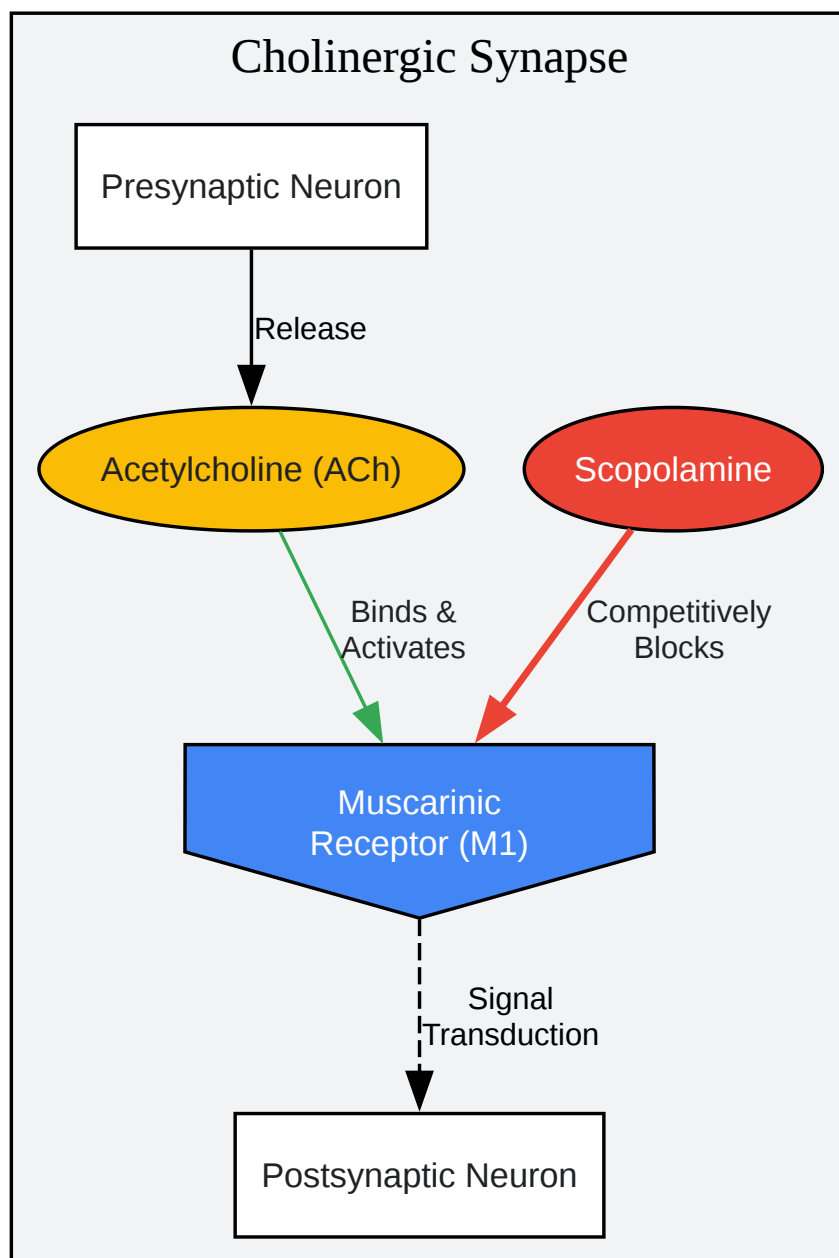 Cholinergic Synapse
Presynaptic Neuron
Release
Acetylcholine (ACh)
Scopolamine
Binds &
Activates
Competitively
Blocks
Muscarinic
Receptor (M1)
Signal
Transduction
Postsynaptic Neuron